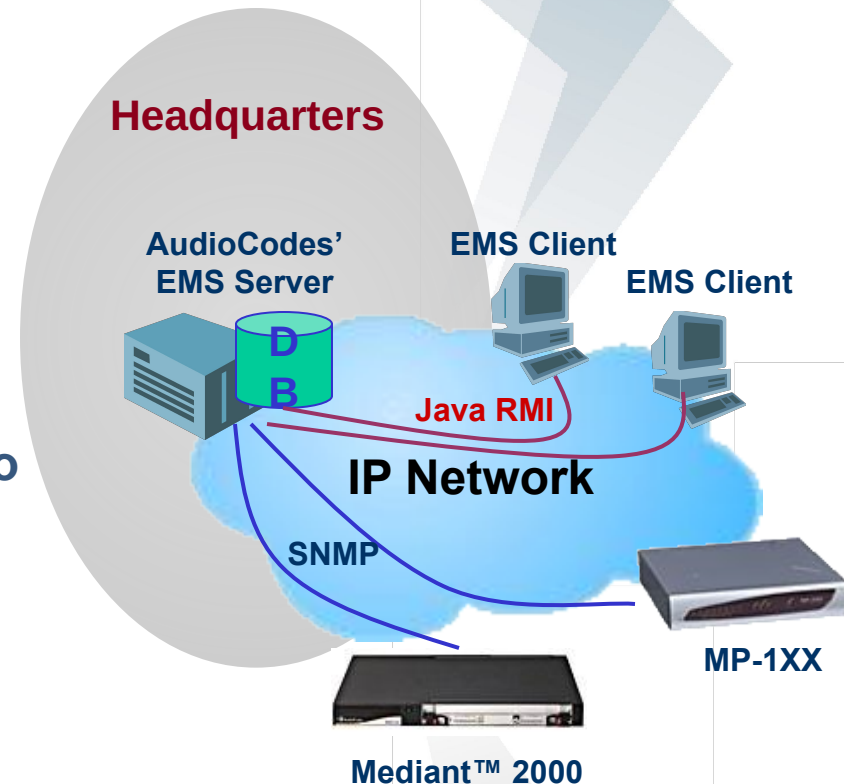 Headquarters
AudioCodes’
EMS Server
EMS Client
EMS Client
D
B
Java RMI
o
IP Network
SNMP
MP-1XX
Mediant™ 2000